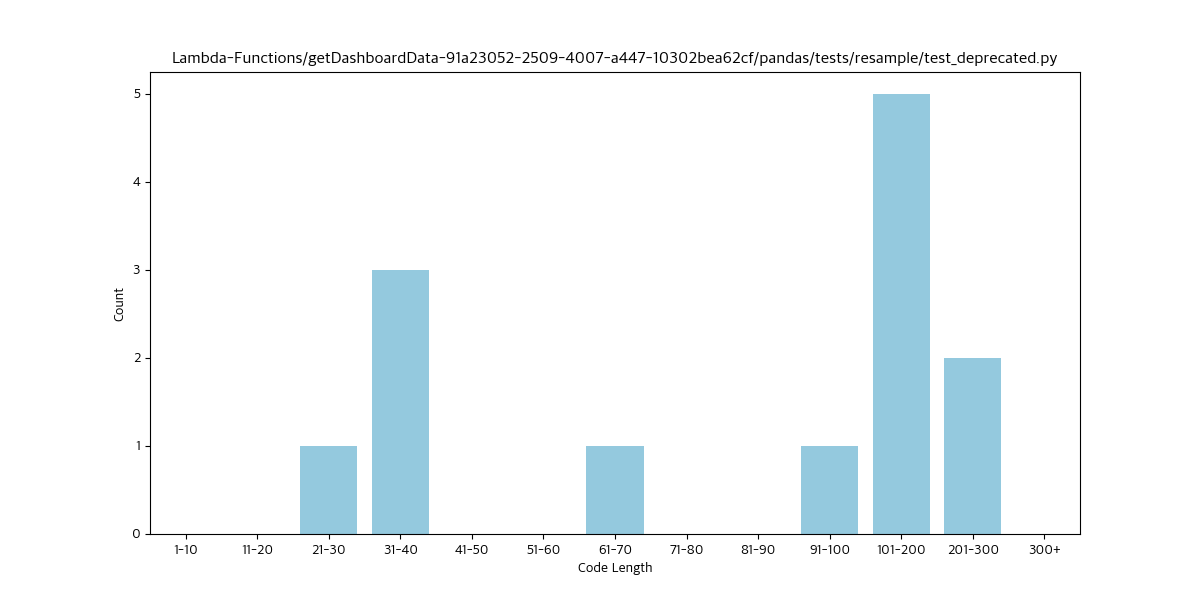 Lambda-Functions/getDashboardData-91a23052-2509-4007-a447-10302bea62cf/pandas/tests/resample/test_deprecated.py
5
4
3
2
1
0
Count
1-10 11-20 21-30 31-40 41-50 51-60 61-70 71-80 81-90 91-100 101-200 201-300 300+
Code Length